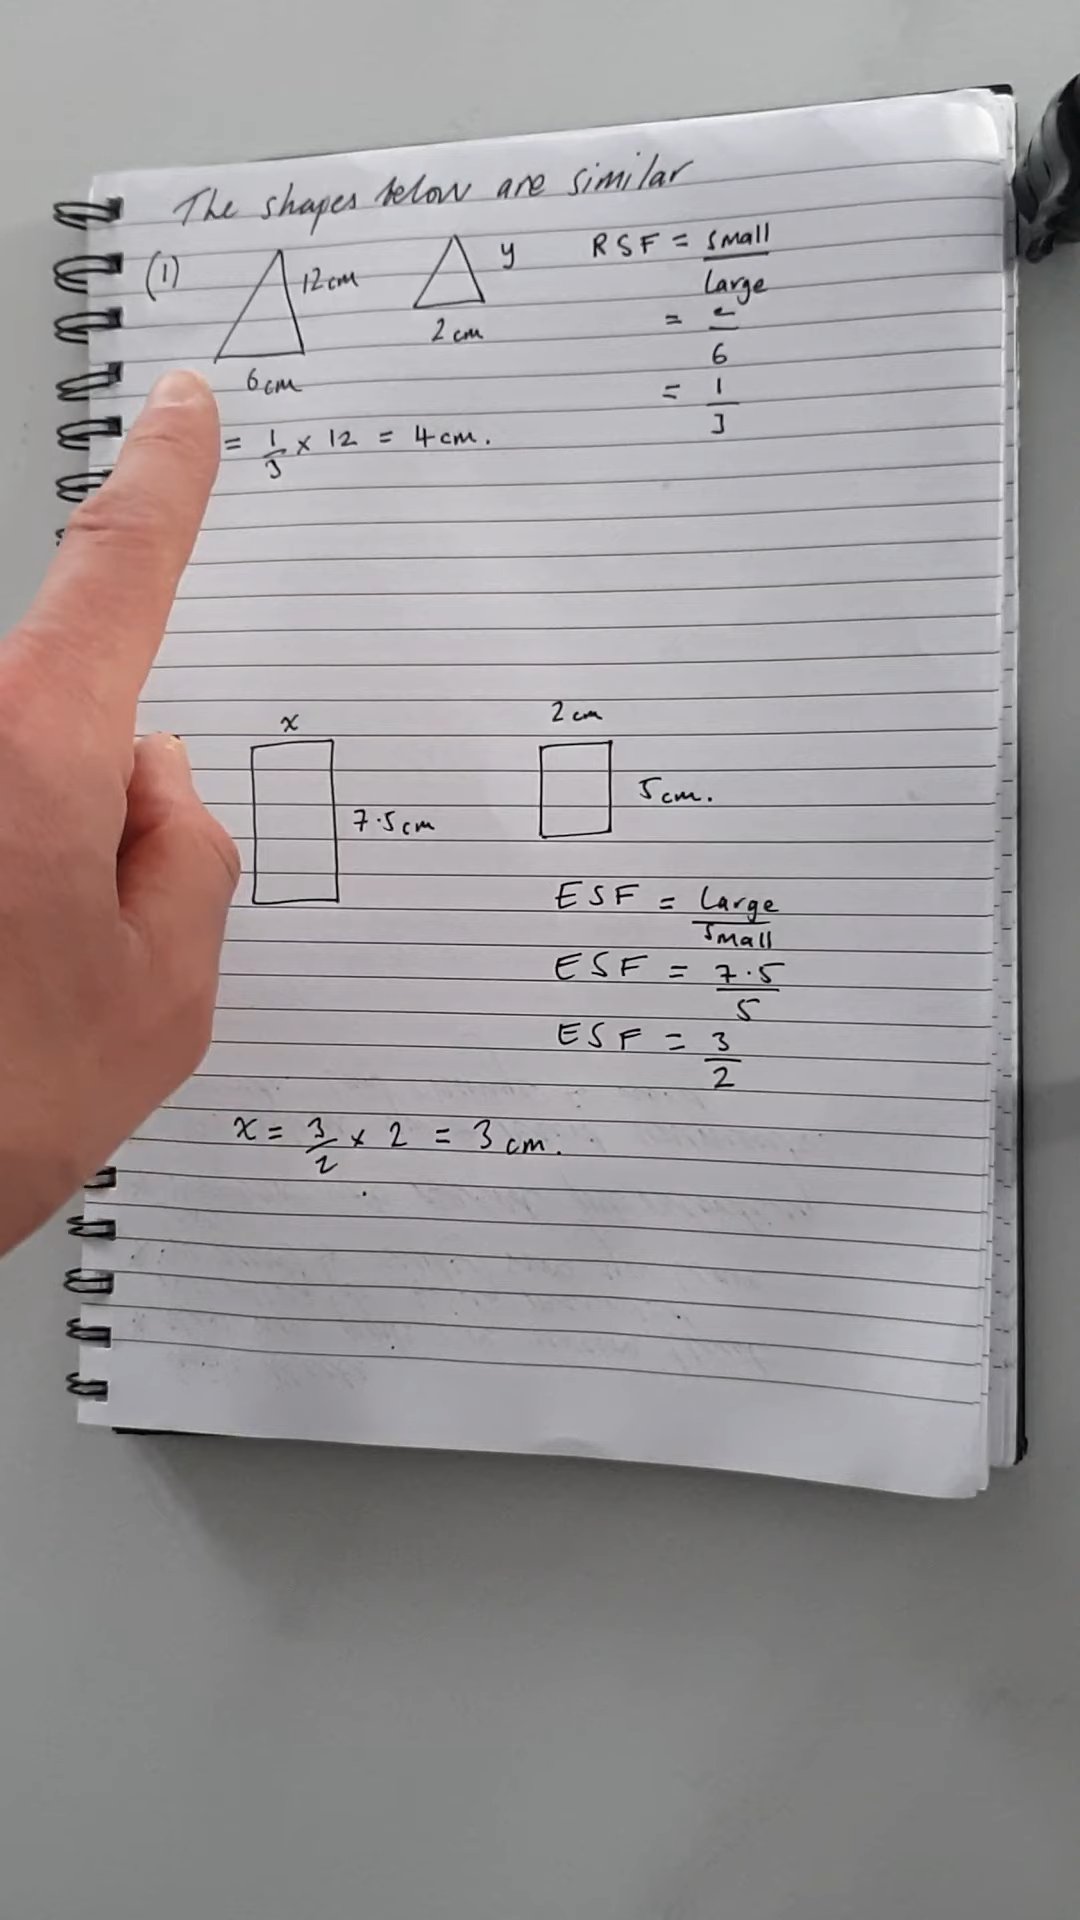 The shapes below are similar
(1) 12cm y RSF = small
large
2 cm = 2
6
6cm = 1
3
= 1/3 × 12 = 4cm.
x 2 cm
7.5cm 5cm.
ESF = Large
small
ESF = 7.5
5
ESF = 3
2
x = 3/2 × 2 = 3cm.